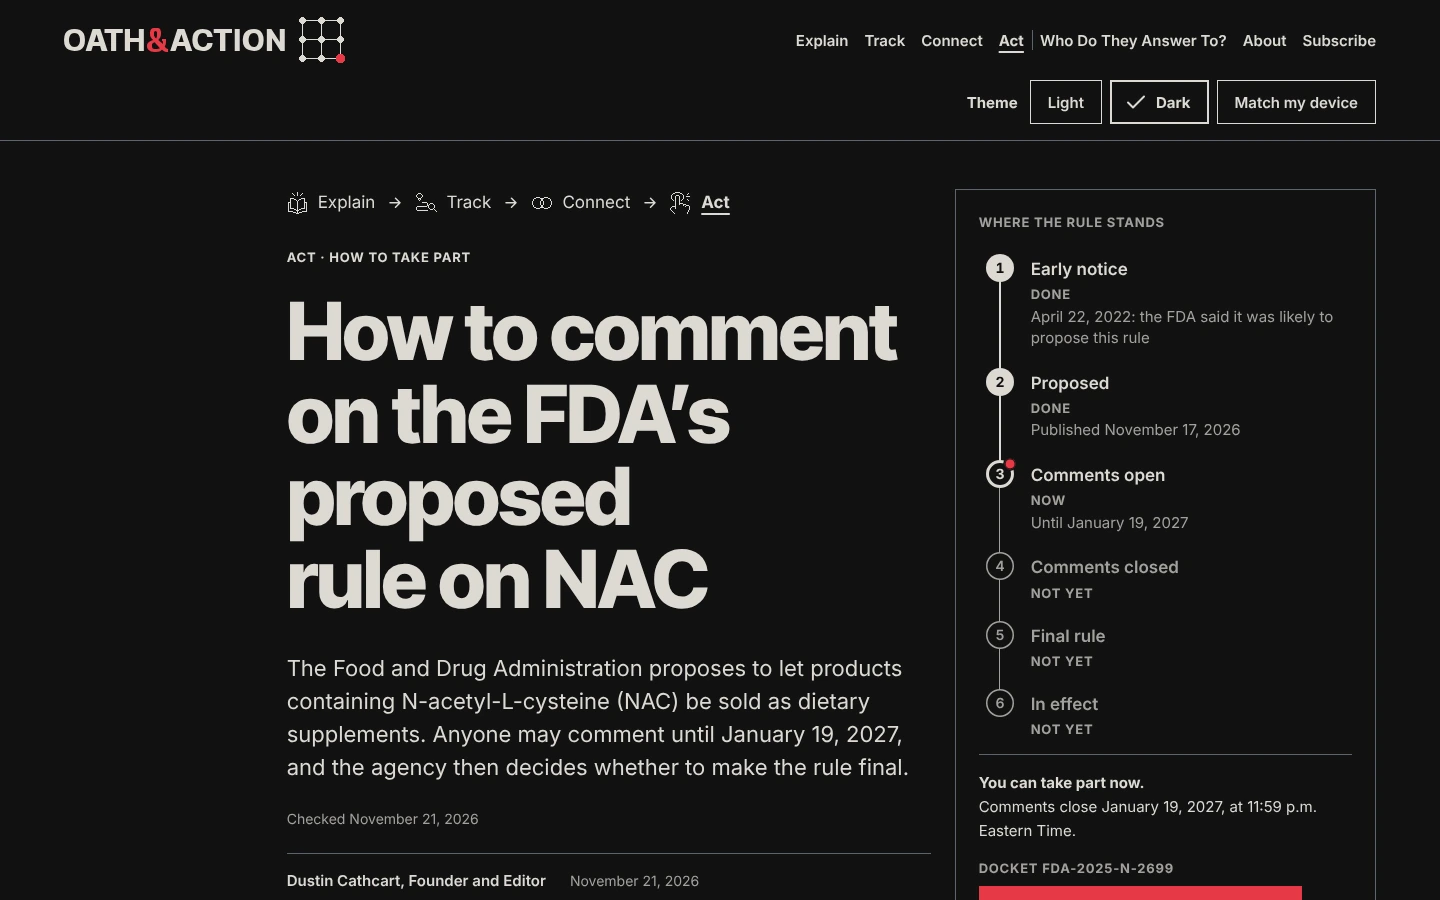 OATH&ACTION
Explain Track Connect Act Who Do They Answer To? About Subscribe
Theme Light Dark Match my device
Explain → Track → Connect → Act
ACT · HOW TO TAKE PART
How to comment
on the FDA’s
proposed
rule on NAC
The Food and Drug Administration proposes to let products
containing N-acetyl-L-cysteine (NAC) be sold as dietary
supplements. Anyone may comment until January 19, 2027,
and the agency then decides whether to make the rule final.
Checked November 21, 2026
Dustin Cathcart, Founder and Editor November 21, 2026
WHERE THE RULE STANDS
1 Early notice
DONE
April 22, 2022: the FDA said it was likely to
propose this rule
2 Proposed
DONE
Published November 17, 2026
3 Comments open
NOW
Until January 19, 2027
4 Comments closed
NOT YET
5 Final rule
NOT YET
6 In effect
NOT YET
You can take part now.
Comments close January 19, 2027, at 11:59 p.m.
Eastern Time.
DOCKET FDA-2025-N-2699